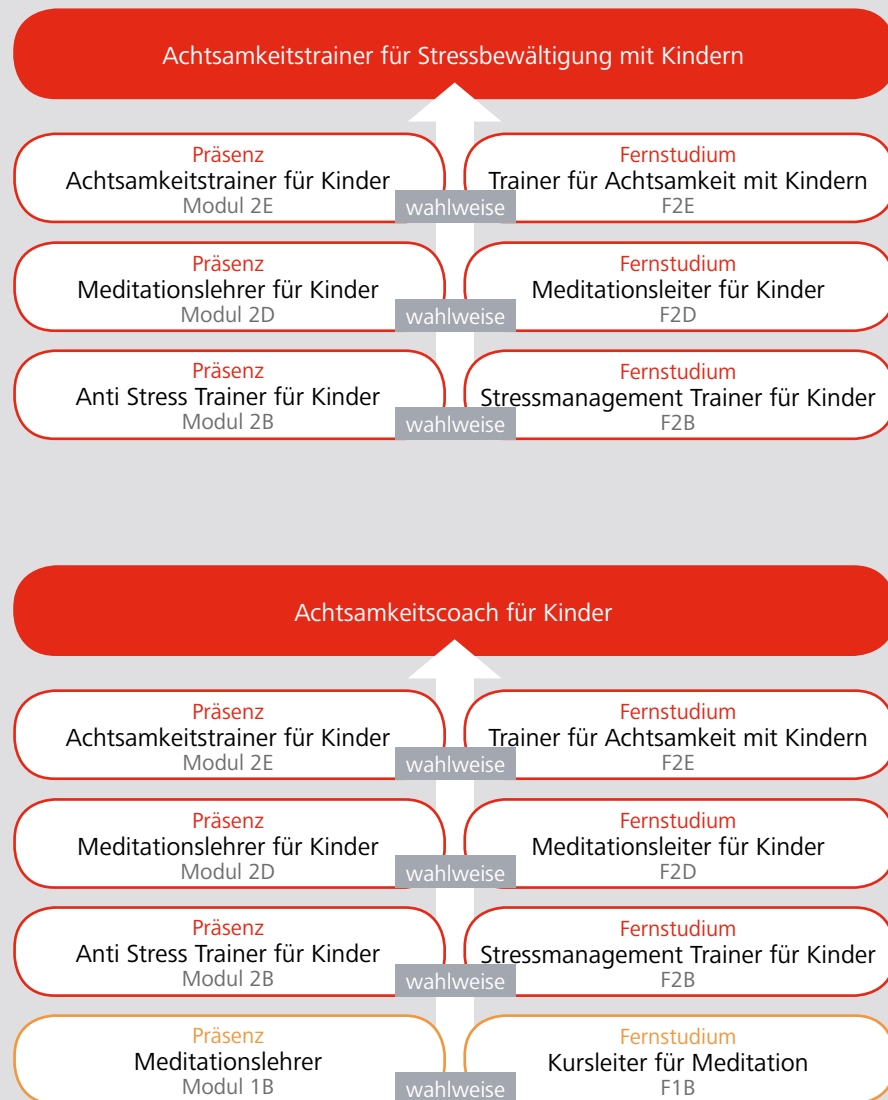 Achtsamkeitstrainer für Stressbewältigung mit Kindern
Präsenz
Achtsamkeitstrainer für Kinder
Modul 2E
wahlweise
Fernstudium
Trainer für Achtsamkeit mit Kindern
F2E
Präsenz
Meditationslehrer für Kinder
Modul 2D
wahlweise
Fernstudium
Meditationsleiter für Kinder
F2D
Präsenz
Anti Stress Trainer für Kinder
Modul 2B
wahlweise
Fernstudium
Stressmanagement Trainer für Kinder
F2B
Achtsamkeitscoach für Kinder
Präsenz
Achtsamkeitstrainer für Kinder
Modul 2E
wahlweise
Fernstudium
Trainer für Achtsamkeit mit Kindern
F2E
Präsenz
Meditationslehrer für Kinder
Modul 2D
wahlweise
Fernstudium
Meditationsleiter für Kinder
F2D
Präsenz
Anti Stress Trainer für Kinder
Modul 2B
wahlweise
Fernstudium
Stressmanagement Trainer für Kinder
F2B
Präsenz
Meditationslehrer
Modul 1B
wahlweise
Fernstudium
Kursleiter für Meditation
F1B